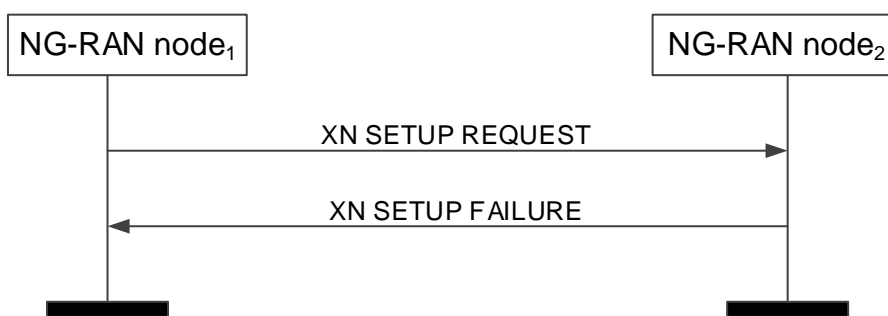 NG-RAN node₁
NG-RAN node₂
XN SETUP REQUEST
XN SETUP FAILURE